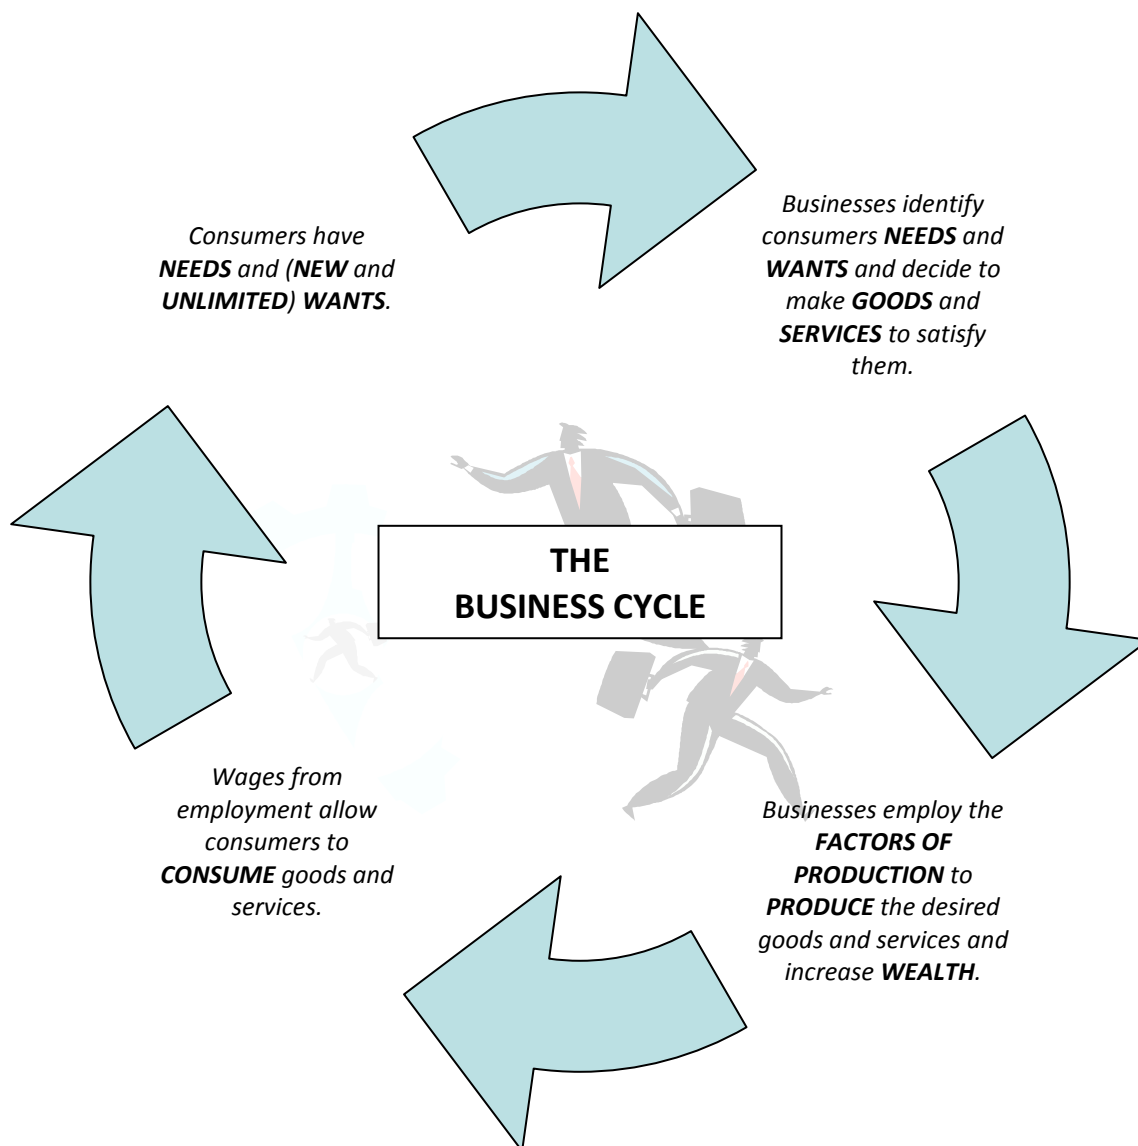 Consumers have
NEEDS and (NEW and
UNLIMITED) WANTS.
Businesses identify
consumers NEEDS and
WANTS and decide to
make GOODS and
SERVICES to satisfy
them.
THE
BUSINESS CYCLE
Wages from
employment allow
consumers to
CONSUME goods and
services.
Businesses employ the
FACTORS OF
PRODUCTION to
PRODUCE the desired
goods and services and
increase WEALTH.